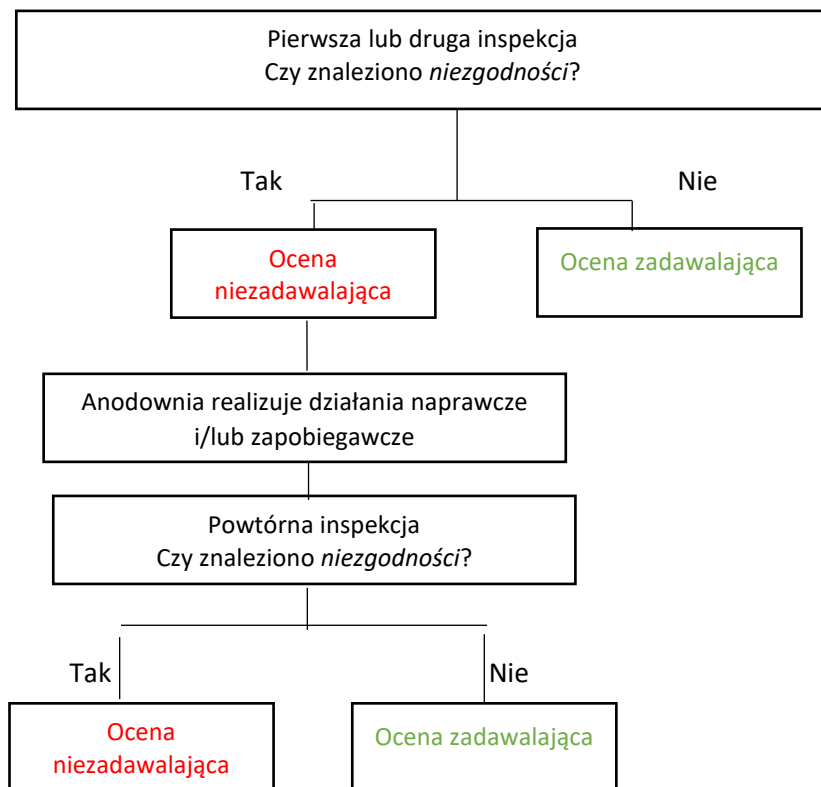 Pierwsza lub druga inspekcja
Czy znaleziono niezgodności?
Tak
Nie
Ocena
niezadawalająca
Ocena zadawalająca
Anodownia realizuje działania naprawcze
i/lub zapobiegawcze
Powtórna inspekcja
Czy znaleziono niezgodności?
Tak
Nie
Ocena
niezadawalająca
Ocena zadawalająca